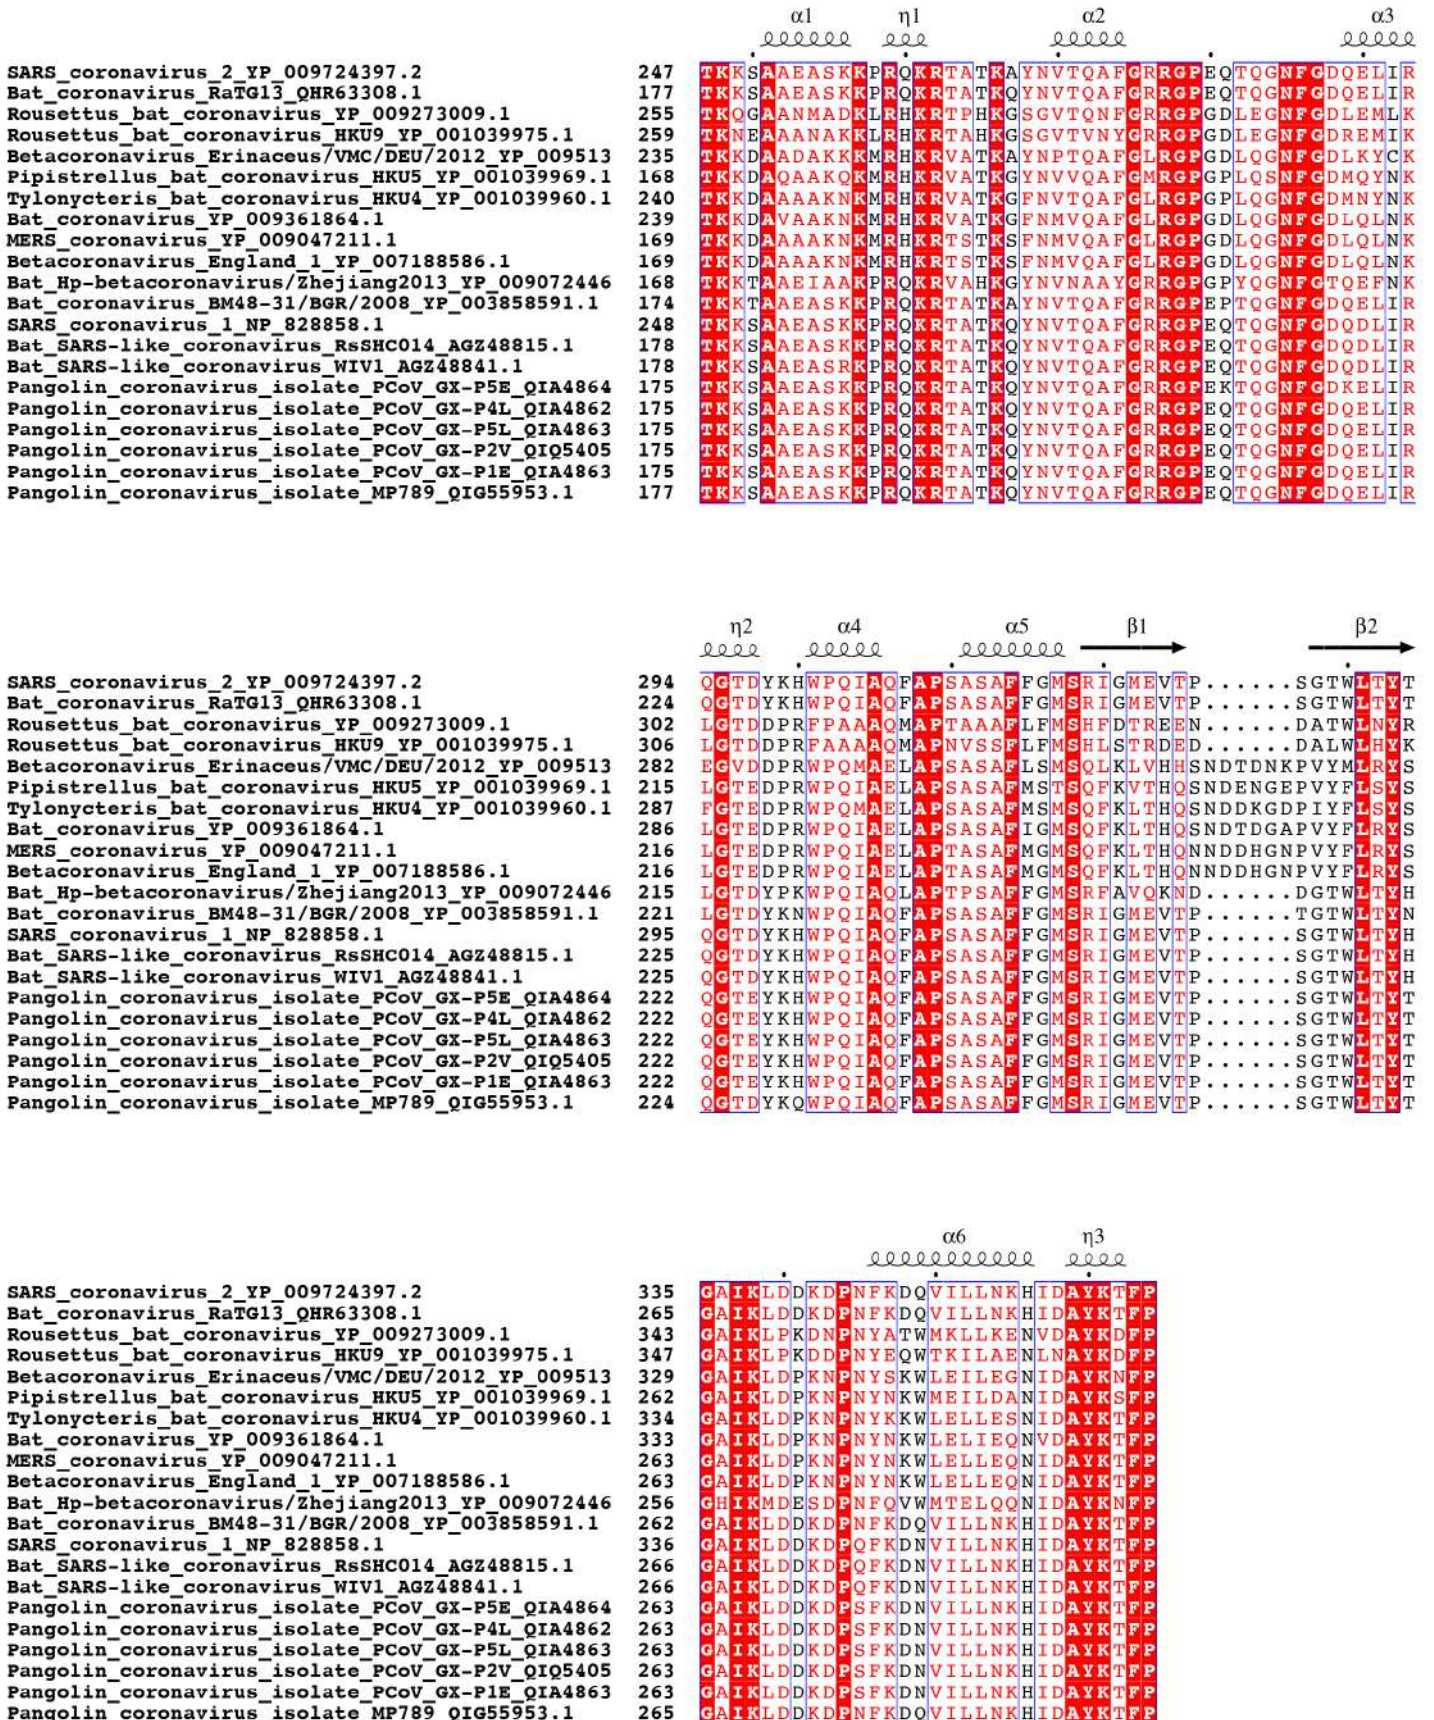 α1 η1 α2 α3
SARS_coronavirus_2_YP_009724397.2 247 TKKSAAEASKKPRQKRTATKAYNVTQAFGRRGPEQTQGNFGDQELIR
Bat_coronavirus_RaTG13_QHR63308.1 177 TKKSAAEASKKPRQKRTATKQYNVTQAFGRRGPEQTQGNFGDQELIR
Rousettus_bat_coronavirus_YP_009273009.1 255 TKQGAANMADKLRHKRTPHKGSGVTQNFGRRGPGDLEGNFGDLEMLK
Rousettus_bat_coronavirus_HKU9_YP_001039975.1 259 TKNEAANAAKKLRHKRTAHKGSGVTVNYGRRGPGDLEGNFGDREMIK
Betacoronavirus_Erinaceus/VMC/DEU/2012_YP_009513 235 TKKDAADAKKKMRHKRVATKAYNPTQAFGLRGPGDLQGNFGDLKYCK
Pipistrellus_bat_coronavirus_HKU5_YP_001039969.1 168 TKKDAQAAKQKMRHKRVATKGYNVVQAFGMRGPGPLQSNFGDMQYNK
Tylonycteris_bat_coronavirus_HKU4_YP_001039960.1 240 TKKDAAAAKNKMRHKRVATKGFNMVQAFGLRGPGPLQGNFGDMNYNK
Bat_coronavirus_YP_009361864.1 239 TKKDAVAAKNKMRHKRVATKGFNMVQAFGLRGPGDLQGNFGDLQLNK
MERS_coronavirus_YP_009047211.1 169 TKKDAAAAKNKMRHKRTSTKSFNMVQAFGLRGPGDLQGNFGDLQLNK
Betacoronavirus_England_1_YP_007188586.1 169 TKKDAAAAKNKMRHKRTSTKSFNMVQAFGLRGPGDLQGNFGDLQLNK
Bat_Hp-betacoronavirus/Zhejiang2013_YP_009072446 168 TKKTAAEIAAKPRQKRVAHKGYNVNAAYGRRGPGPYQGNFGTQEFNK
Bat_coronavirus_BM48-31/BGR/2008_YP_003858591.1 174 TKKTAAEASKKPRQKRTATKAYNVTQAFGRRGPEPTQGNFGDQELIR
SARS_coronavirus_1_NP_828858.1 248 TKKSAAEASKKPRQKRTATKQYNVTQAFGRRGPEQTQGNFGDQDLIR
Bat_SARS-like_coronavirus_RsSHC014_AGZ48815.1 178 TKKSAAEASKKPRQKRTATKQYNVTQAFGRRGPEQTQGNFGDQDLIR
Bat_SARS-like_coronavirus_WIV1_AGZ48841.1 178 TKKSAAEASRKPRQKRTATKQYNVTQAFGRRGPEQTQGNFGDQDLIR
Pangolin_coronavirus_isolate_PCoV_GX-P5E_QIA4864 175 TKKSAAEASKKPRQKRTATKQYNVTQAFGRRGPEKTQGNFGDKELIR
Pangolin_coronavirus_isolate_PCoV_GX-P4L_QIA4862 175 TKKSAAEASKKPRQKRTATKQYNVTQAFGRRGPEQTQGNFGDQELIR
Pangolin_coronavirus_isolate_PCoV_GX-P5L_QIA4863 175 TKKSAAEASKKPRQKRTATKQYNVTQAFGRRGPEQTQGNFGDQELIR
Pangolin_coronavirus_isolate_PCoV_GX-P2V_QIQ5405 175 TKKSAAEASKKPRQKRTATKQYNVTQAFGRRGPEQTQGNFGDQELIR
Pangolin_coronavirus_isolate_PCoV_GX-P1E_QIA4863 175 TKKSAAEASKKPRQKRTATKQYNVTQAFGRRGPEQTQGNFGDQELIR
Pangolin_coronavirus_isolate_MP789_QIG55953.1 177 TKKSAAEASKKPRQKRTATKQYNVTQAFGRRGPEQTQGNFGDQELIR
η2 α4 α5 β1 β2
SARS_coronavirus_2_YP_009724397.2 294 QGTDYKHWPQIAQFAPSASAFFGMSRIGMEVTP......SGTWLTYT
Bat_coronavirus_RaTG13_QHR63308.1 224 QGTDYKHWPQIAQFAPSASAFFGMSRIGMEVTP......SGTWLTYT
Rousettus_bat_coronavirus_YP_009273009.1 302 LGTDDPRFPAAAQMAPTAAAFLFMSHFDTREEN......DATWLNYR
Rousettus_bat_coronavirus_HKU9_YP_001039975.1 306 LGTDDPRFAAAAQMAPNVSSFLFMSHLSTRDED......DALWLHYK
Betacoronavirus_Erinaceus/VMC/DEU/2012_YP_009513 282 EGVDDPRWPQMAELAPSASAFLSMSQLKLVHHSNDTDNKPVYMLRYS
Pipistrellus_bat_coronavirus_HKU5_YP_001039969.1 215 LGTEDPRWPQIAELAPSASAFMSTSQFKVTHQSNDENGEPVYFLSYS
Tylonycteris_bat_coronavirus_HKU4_YP_001039960.1 287 FGTEDPRWPQMAELAPSASAFMSMSQFKLTHQSNDDKGDPIYFLSYS
Bat_coronavirus_YP_009361864.1 286 LGTEDPRWPQIAELAPSASAFIGMSQFKLTHQSNDTDGAPVYFLRYS
MERS_coronavirus_YP_009047211.1 216 LGTEDPRWPQIAELAPTASAFMGMSQFKLTHQNNDDHGNPVYFLRYS
Betacoronavirus_England_1_YP_007188586.1 216 LGTEDPRWPQIAELAPTASAFMGMSQFKLTHQNNDDHGNPVYFLRYS
Bat_Hp-betacoronavirus/Zhejiang2013_YP_009072446 215 LGTDYPKWPQIAQLAPTPSAFFGMSRFAVQKND......DGTWLTYH
Bat_coronavirus_BM48-31/BGR/2008_YP_003858591.1 221 LGTDYKNWPQIAQFAPSASAFFGMSRIGMEVTP......TGTWLTYN
SARS_coronavirus_1_NP_828858.1 295 QGTDYKHWPQIAQFAPSASAFFGMSRIGMEVTP......SGTWLTYH
Bat_SARS-like_coronavirus_RsSHC014_AGZ48815.1 225 QGTDYKHWPQIAQFAPSASAFFGMSRIGMEVTP......SGTWLTYH
Bat_SARS-like_coronavirus_WIV1_AGZ48841.1 225 QGTDYKHWPQIAQFAPSASAFFGMSRIGMEVTP......SGTWLTYH
Pangolin_coronavirus_isolate_PCoV_GX-P5E_QIA4864 222 QGTEYKHWPQIAQFAPSASAFFGMSRIGMEVTP......SGTWLTYT
Pangolin_coronavirus_isolate_PCoV_GX-P4L_QIA4862 222 QGTEYKHWPQIAQFAPSASAFFGMSRIGMEVTP......SGTWLTYT
Pangolin_coronavirus_isolate_PCoV_GX-P5L_QIA4863 222 QGTEYKHWPQIAQFAPSASAFFGMSRIGMEVTP......SGTWLTYT
Pangolin_coronavirus_isolate_PCoV_GX-P2V_QIQ5405 222 QGTEYKHWPQIAQFAPSASAFFGMSRIGMEVTP......SGTWLTYT
Pangolin_coronavirus_isolate_PCoV_GX-P1E_QIA4863 222 QGTEYKHWPQIAQFAPSASAFFGMSRIGMEVTP......SGTWLTYT
Pangolin_coronavirus_isolate_MP789_QIG55953.1 224 QGTDYKQWPQIAQFAPSASAFFGMSRIGMEVTP......SGTWLTYT
α6 η3
SARS_coronavirus_2_YP_009724397.2 335 GAIKLDDKDPNFKDQVILLNKHIDAYKTFP
Bat_coronavirus_RaTG13_QHR63308.1 265 GAIKLDDKDPNFKDQVILLNKHIDAYKTFP
Rousettus_bat_coronavirus_YP_009273009.1 343 GAIKLPKDNPNYATWMKLLKENVDAYKDFP
Rousettus_bat_coronavirus_HKU9_YP_001039975.1 347 GAIKLPKDDPNYEQWTKILAENLNAYKDFP
Betacoronavirus_Erinaceus/VMC/DEU/2012_YP_009513 329 GAIKLDPKNPNYSKWLEILEGNIDAYKNFP
Pipistrellus_bat_coronavirus_HKU5_YP_001039969.1 262 GAIKLDPKNPNYNKWMEILDANIDAYKSFP
Tylonycteris_bat_coronavirus_HKU4_YP_001039960.1 334 GAIKLDPKNPNYKKWLELLESNIDAYKTFP
Bat_coronavirus_YP_009361864.1 333 GAIKLDPKNPNYNKWLELIEQNVDAYKTFP
MERS_coronavirus_YP_009047211.1 263 GAIKLDPKNPNYNKWLELLEQNIDAYKTFP
Betacoronavirus_England_1_YP_007188586.1 263 GAIKLDPKNPNYNKWLELLEQNIDAYKTFP
Bat_Hp-betacoronavirus/Zhejiang2013_YP_009072446 256 GHIKMDESDPNFQVWMTELQQNIDAYKNFP
Bat_coronavirus_BM48-31/BGR/2008_YP_003858591.1 262 GAIKLDDKDPNFKDQVILLNKHIDAYKTFP
SARS_coronavirus_1_NP_828858.1 336 GAIKLDDKDPQFKDNVILLNKHIDAYKTFP
Bat_SARS-like_coronavirus_RsSHC014_AGZ48815.1 266 GAIKLDDKDPQFKDNVILLNKHIDAYKTFP
Bat_SARS-like_coronavirus_WIV1_AGZ48841.1 266 GAIKLDDKDPQFKDNVILLNKHIDAYKTFP
Pangolin_coronavirus_isolate_PCoV_GX-P5E_QIA4864 263 GAIKLDDKDPSFKDNVILLNKHIDAYKTFP
Pangolin_coronavirus_isolate_PCoV_GX-P4L_QIA4862 263 GAIKLDDKDPSFKDNVILLNKHIDAYKTFP
Pangolin_coronavirus_isolate_PCoV_GX-P5L_QIA4863 263 GAIKLDDKDPSFKDNVILLNKHIDAYKTFP
Pangolin_coronavirus_isolate_PCoV_GX-P2V_QIQ5405 263 GAIKLDDKDPSFKDNVILLNKHIDAYKTFP
Pangolin_coronavirus_isolate_PCoV_GX-P1E_QIA4863 263 GAIKLDDKDPSFKDNVILLNKHIDAYKTFP
Pangolin_coronavirus_isolate_MP789_QIG55953.1 265 GAIKLDDKDPNFKDQVILLNKHIDAYKTFP